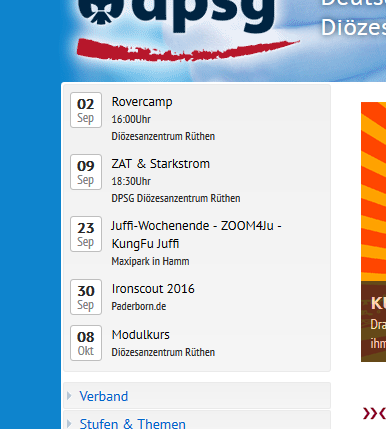 dpsg
Diözes
02
Sep
Rovercamp
16:00Uhr
Diözesanzentrum Rüthen
09
Sep
ZAT & Starkstrom
18:30Uhr
DPSG Diözesanzentrum Rüthen
23
Sep
Juffi-Wochenende - ZOOM4Ju -
KungFu Juffi
Maxipark in Hamm
30
Sep
Ironscout 2016
Paderborn.de
08
Okt
Modulkurs
Diözesanzentrum Rüthen
Verband
Stufen & Themen
Dra
ihm